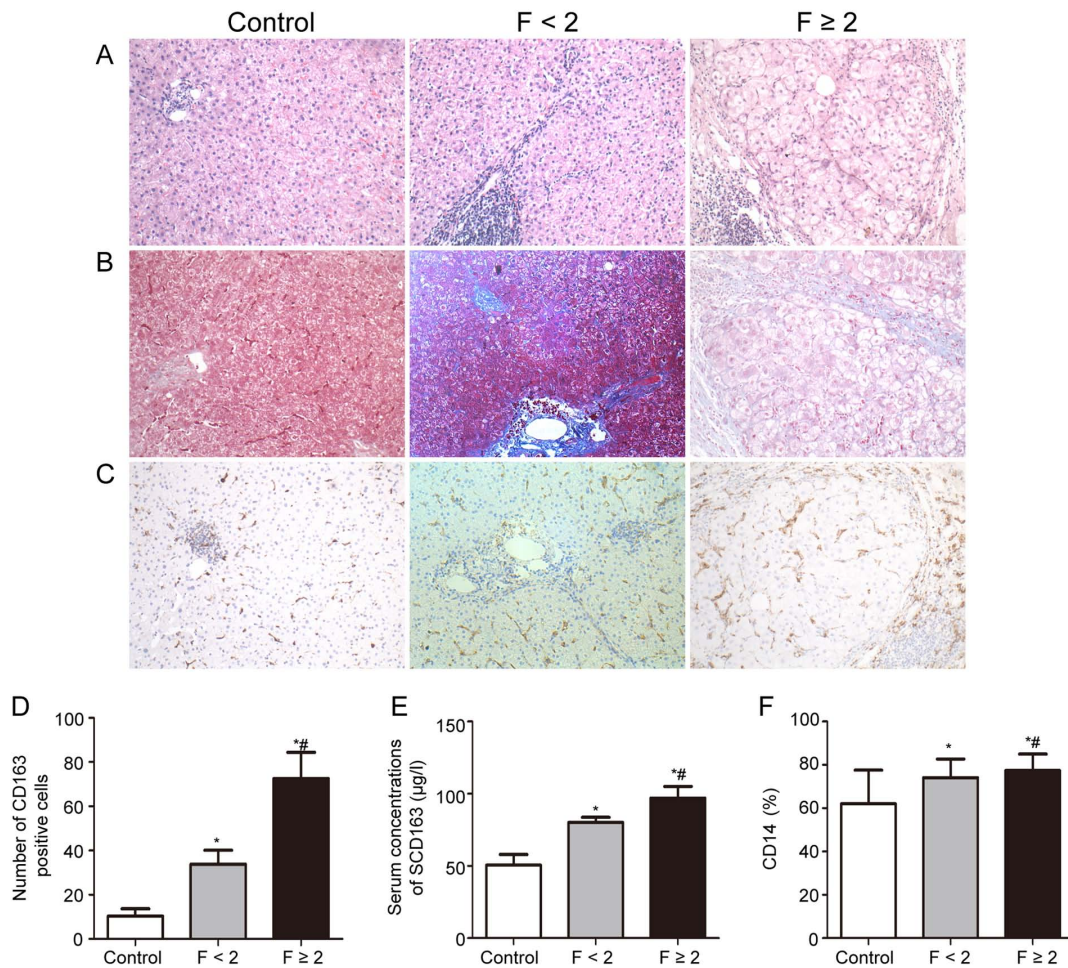 Control F < 2 F ≥ 2
A
B
C
D
Number of CD163
positive cells
100
80
60
40
20
0
*
*#
Control F < 2 F ≥ 2
E
Serum concentrations
of SCD163 (μg/l)
150
100
50
0
*
*#
Control F < 2 F ≥ 2
F
CD14 (%)
100
80
60
40
20
0
*
*#
Control F < 2 F ≥ 2